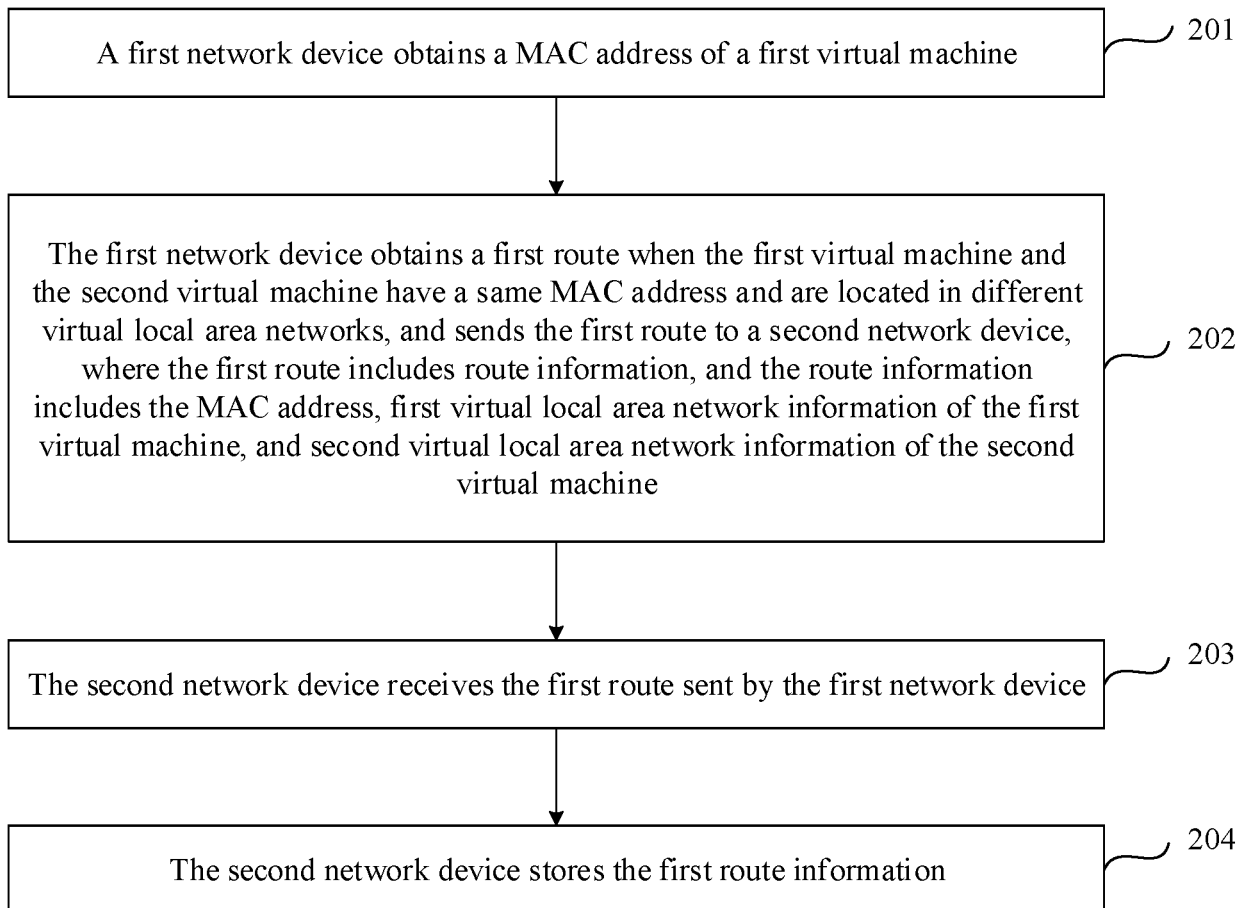 A first network device obtains a MAC address of a first virtual machine
201
The first network device obtains a first route when the first virtual machine and
the second virtual machine have a same MAC address and are located in different
virtual local area networks, and sends the first route to a second network device,
where the first route includes route information, and the route information
includes the MAC address, first virtual local area network information of the first
virtual machine, and second virtual local area network information of the second
virtual machine
202
The second network device receives the first route sent by the first network device
203
The second network device stores the first route information
204